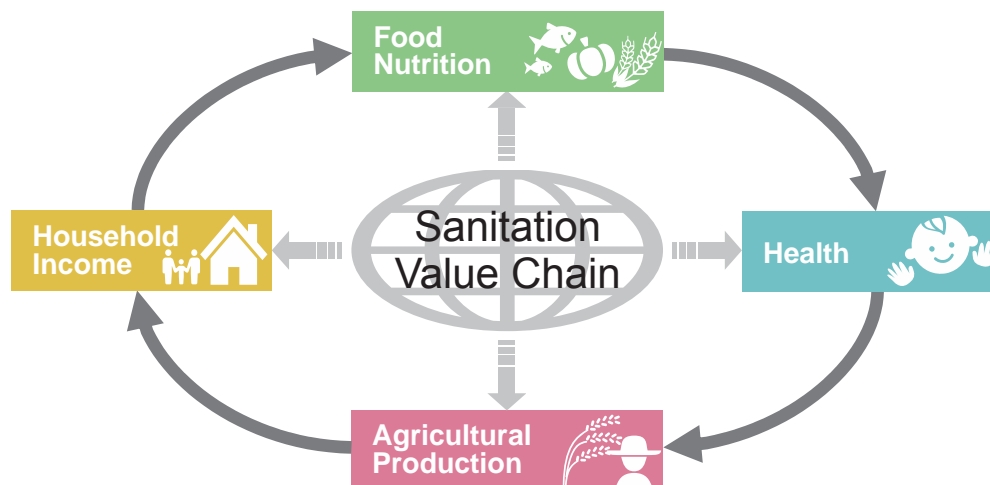 Food
Nutrition
Household
Income
Sanitation
Value Chain
Health
Agricultural
Production